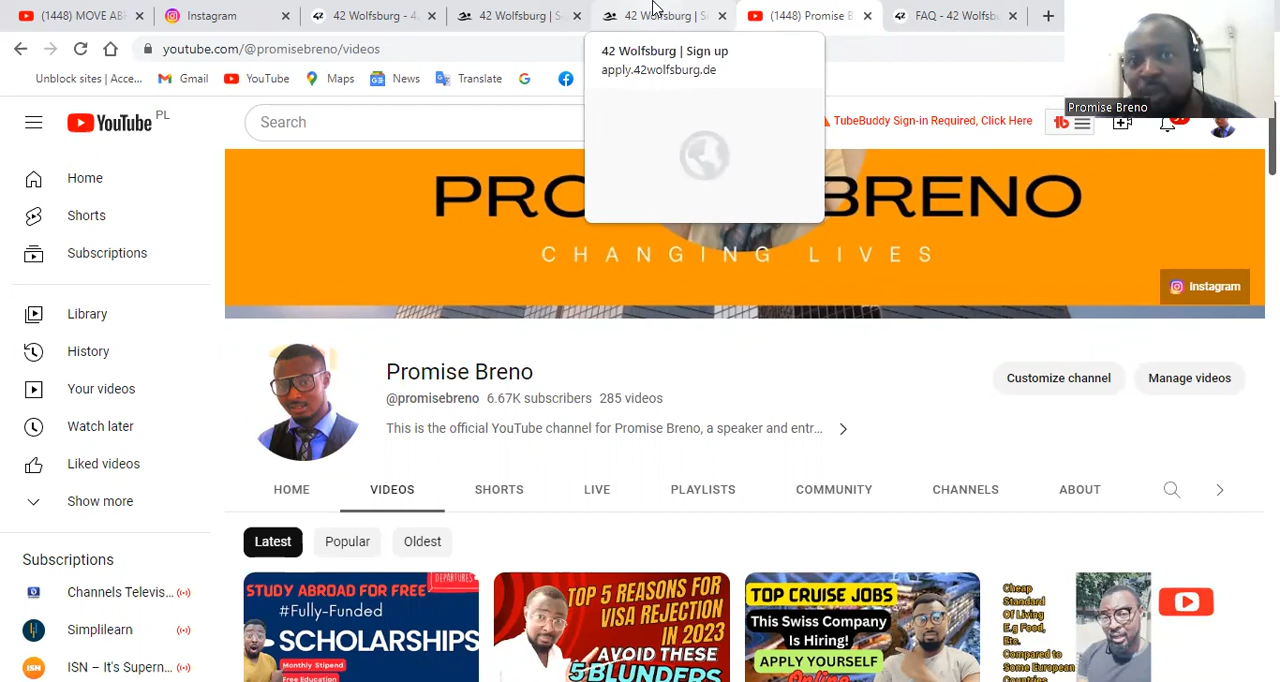 (1448) MOVE AB
Instagram
42 Wolfsburg - 4
42 Wolfsburg | S
42 Wolfsburg | S
(1448) Promise B
FAQ - 42 Wolfsb
youtube.com/@promisebreno/videos
Unblock sites | Acce...
Gmail
YouTube
Maps
News
Translate
42 Wolfsburg | Sign up
apply.42wolfsburg.de
Promise Breno
YouTube PL
Search
TubeBuddy Sign-in Required, Click Here
Home
Shorts
Subscriptions
Library
History
Your videos
Watch later
Liked videos
Show more
Subscriptions
Channels Televis...
Simplilearn
ISN – It's Supern...
BRENO
CHANGING LIVES
Instagram
Promise Breno
@promisebreno 6.67K subscribers 285 videos
This is the official YouTube channel for Promise Breno, a speaker and entr...
Customize channel
Manage videos
HOME
VIDEOS
SHORTS
LIVE
PLAYLISTS
COMMUNITY
CHANNELS
ABOUT
Latest
Popular
Oldest
DEPARTURES
STUDY ABROAD FOR FREE
#Fully-Funded
SCHOLARSHIPS
Monthly Stipend
Free Education
TOP 5 REASONS FOR
VISA REJECTION
IN 2023
AVOID THESE
5 BLUNDERS
TOP CRUISE JOBS
This Swiss Company
Is Hiring!
APPLY YOURSELF
Online
Cheap
Standard
Of Living
E.g Food,
Etc.
Compared to
Some European
Countries